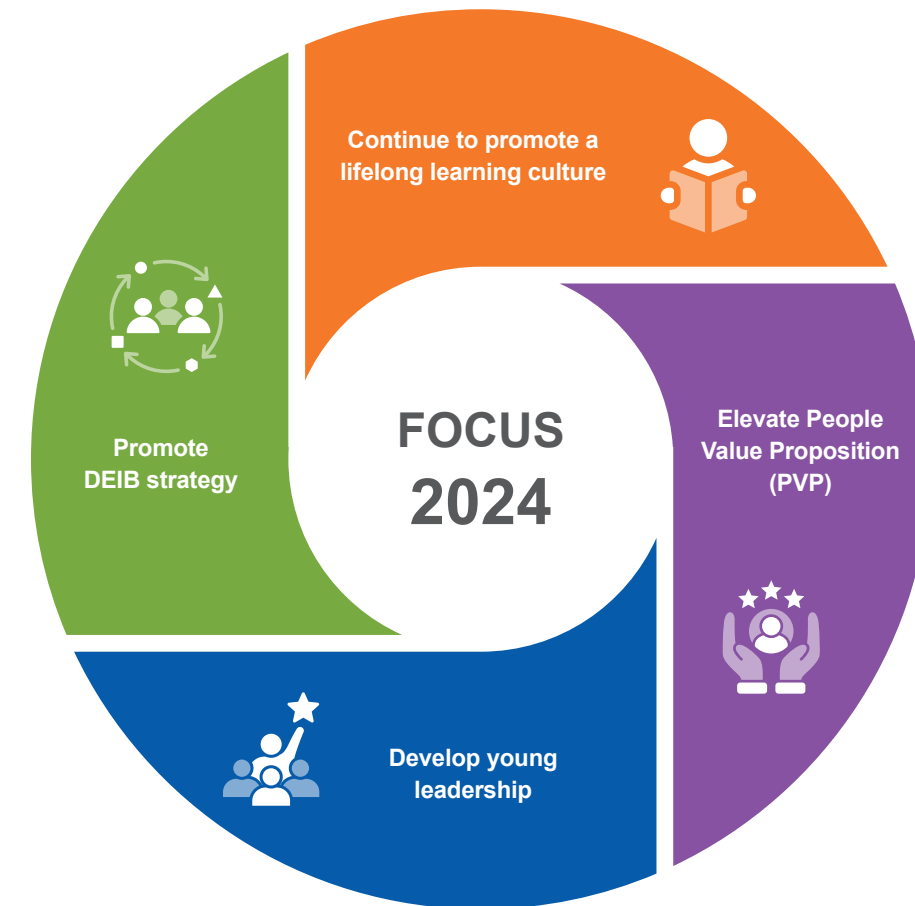 Continue to promote a
lifelong learning culture
Elevate People
Value Proposition
(PVP)
Develop young
leadership
Promote
DEIB strategy
FOCUS
2024